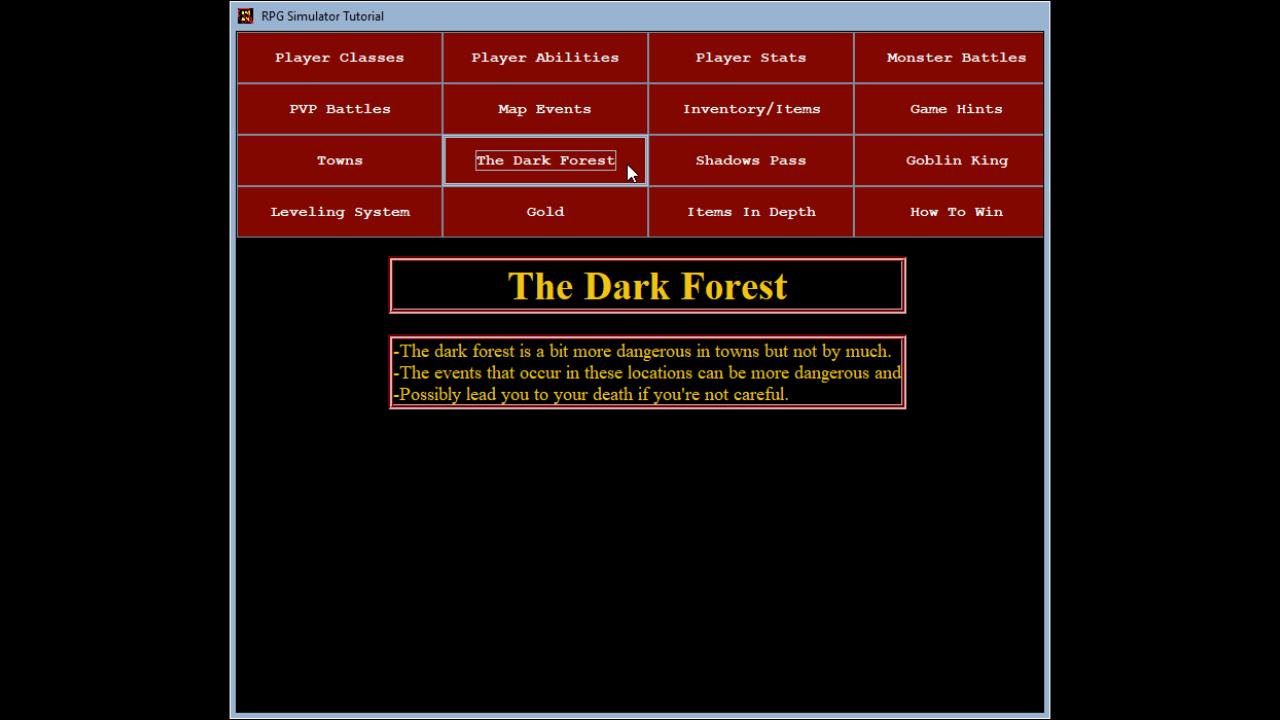 RPG Simulator Tutorial
Player Classes
Player Abilities
Player Stats
Monster Battles
PVP Battles
Map Events
Inventory/Items
Game Hints
Towns
The Dark Forest
Shadows Pass
Goblin King
Leveling System
Gold
Items In Depth
How To Win
The Dark Forest
-The dark forest is a bit more dangerous in towns but not by much.
-The events that occur in these locations can be more dangerous and
-Possibly lead you to your death if you're not careful.